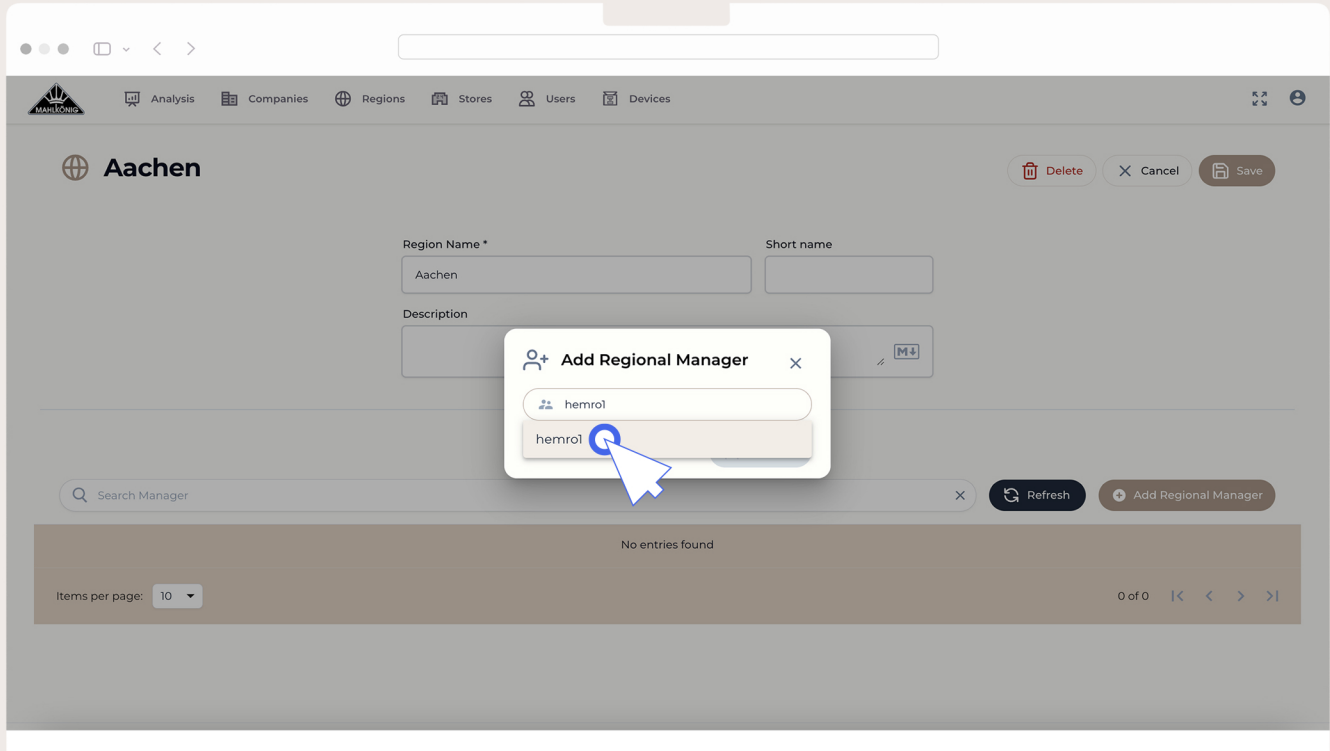 MAHLKÖNIG
Analysis
Companies
Regions
Stores
Users
Devices
Aachen
Delete
Cancel
Save
Region Name *
Short name
Aachen
Description
M
Add Regional Manager
hemro1
hemro1
Search Manager
Refresh
Add Regional Manager
No entries found
Items per page:
10
0 of 0